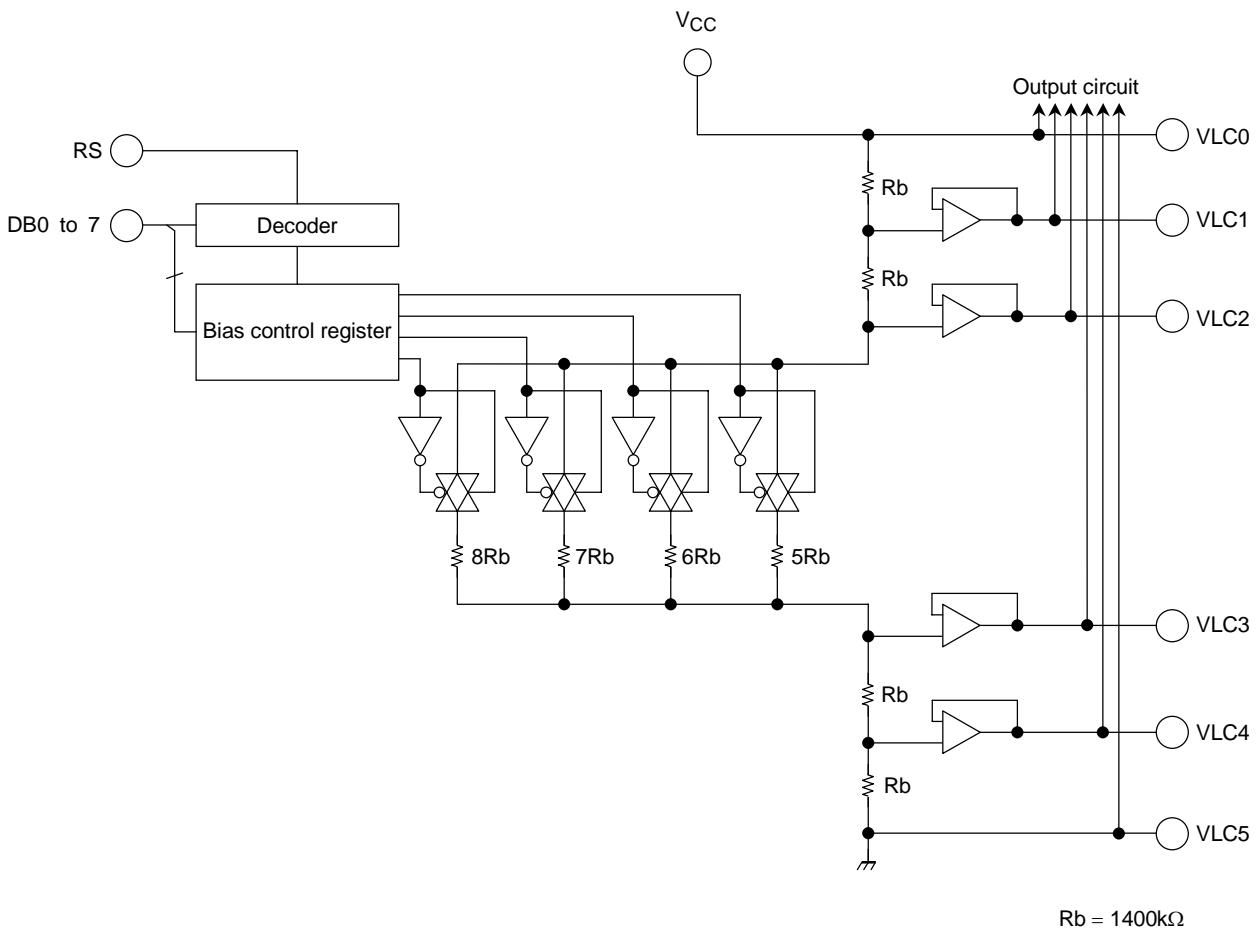 VCC
Output circuit
VLC0
RS
Rb
VLC1
DB0 to 7
Decoder
Rb
VLC2
Bias control register
8Rb
7Rb
6Rb
5Rb
VLC3
Rb
VLC4
Rb
VLC5
Rb = 1400kΩ